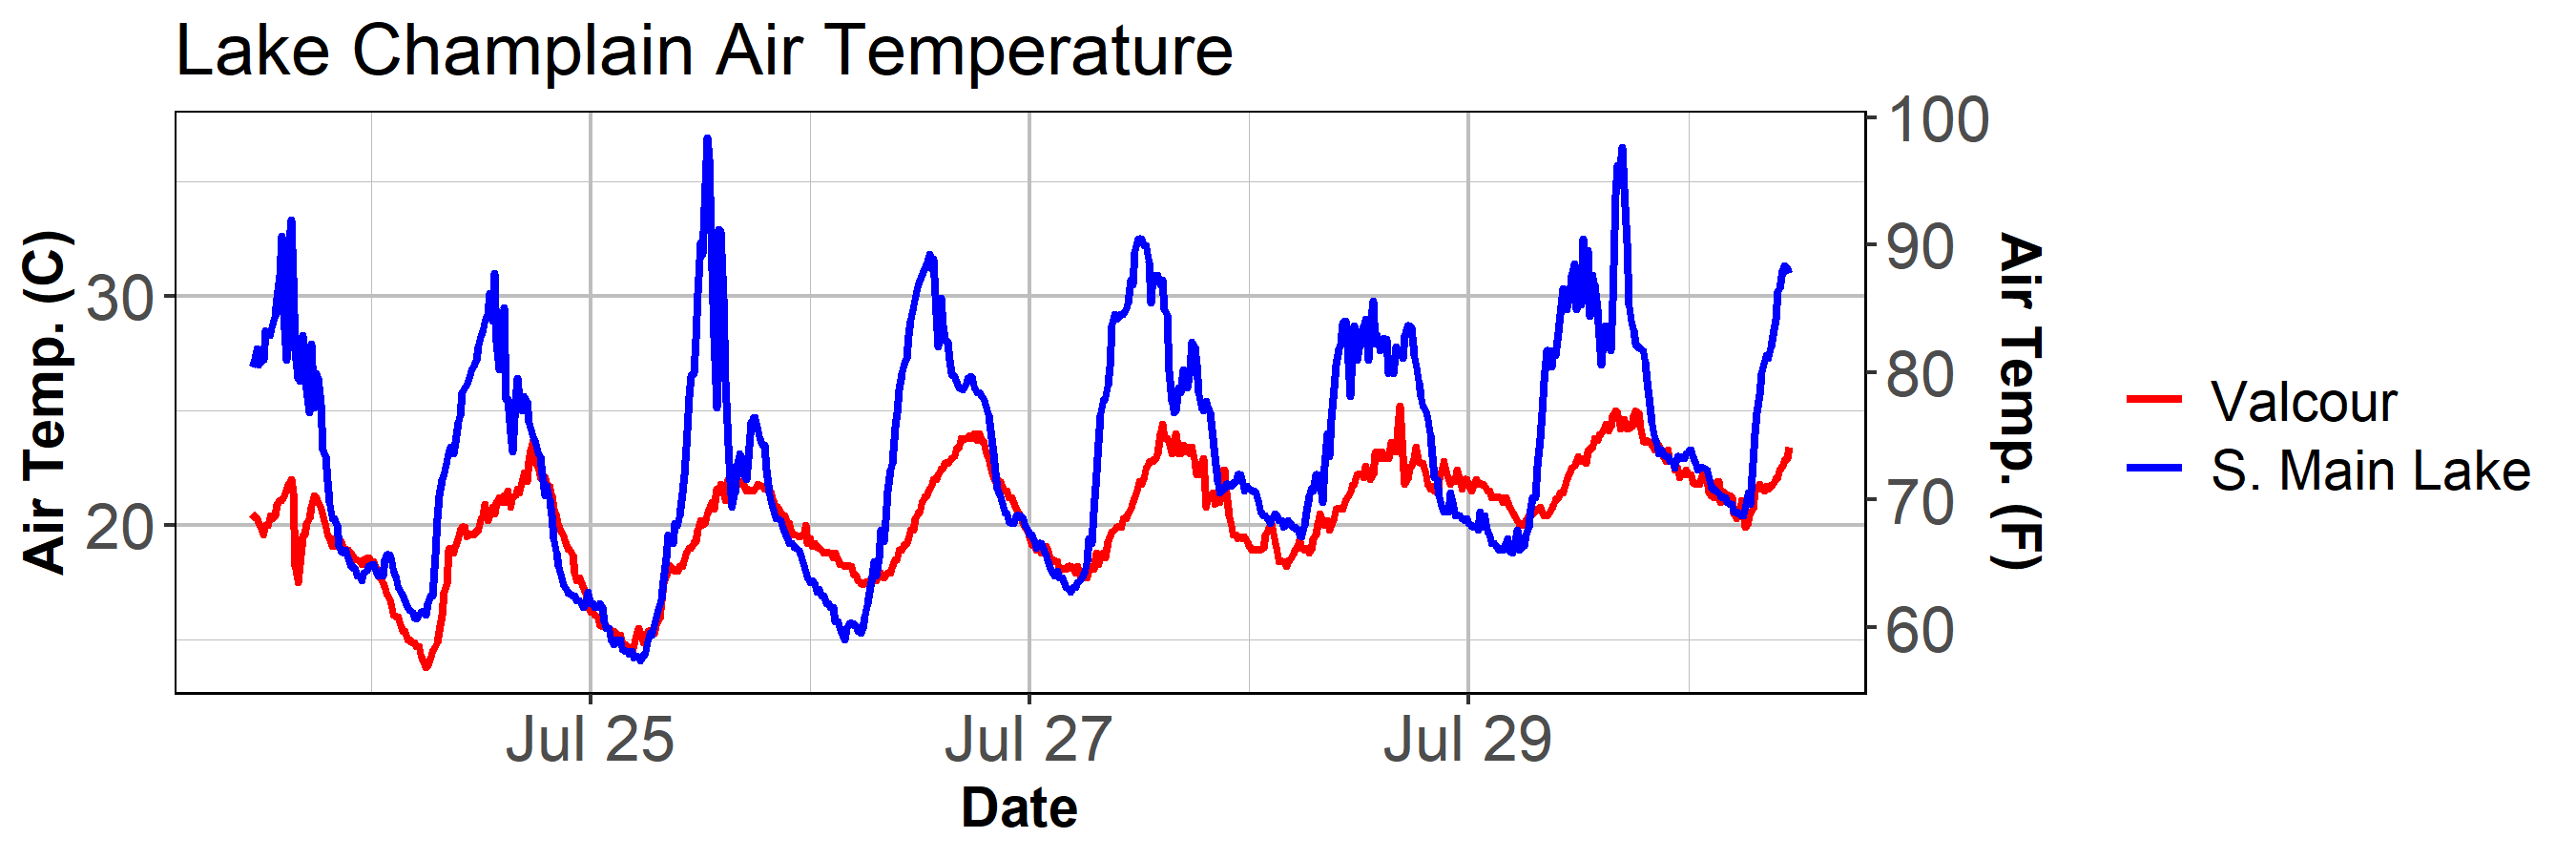 Lake Champlain Air Temperature
Air Temp. (C)
30
20
100
90
80
70
60
Air Temp. (F)
Valcour
S. Main Lake
Jul 25
Jul 27
Jul 29
Date